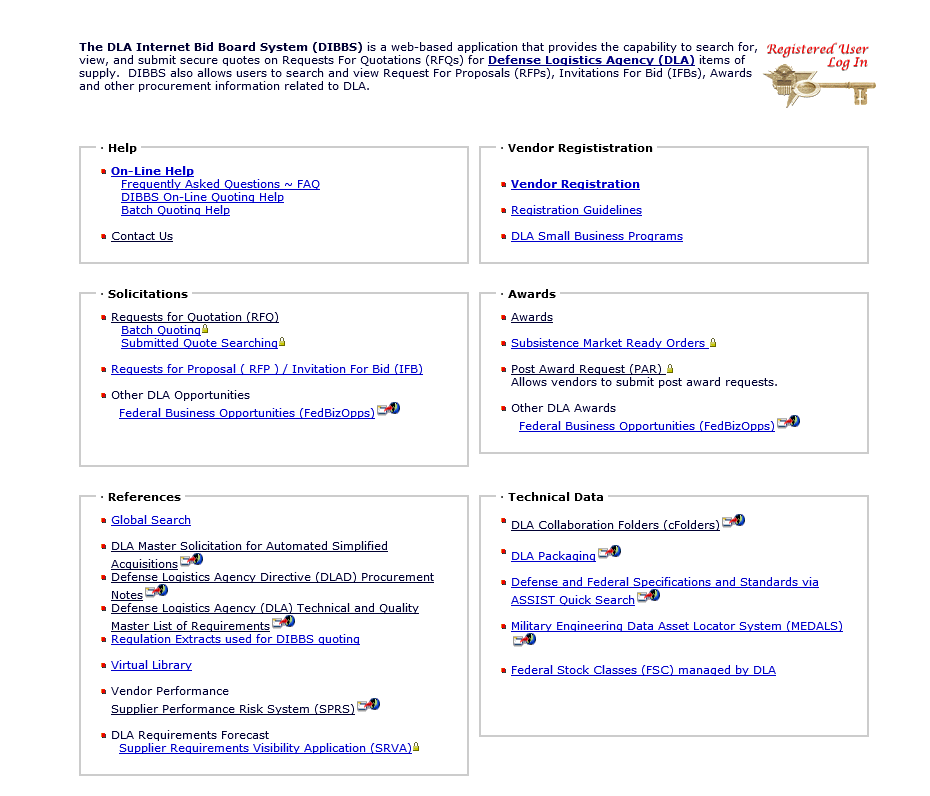 The DLA Internet Bid Board System (DIBBS) is a web-based application that provides the capability to search for,
view, and submit secure quotes on Requests For Quotations (RFQs) for Defense Logistics Agency (DLA) items of
supply.  DIBBS also allows users to search and view Request For Proposals (RFPs), Invitations For Bid (IFBs), Awards
and other procurement information related to DLA.
Registered User
Log In
· Help
On-Line Help
Frequently Asked Questions ~ FAQ
DIBBS On-Line Quoting Help
Batch Quoting Help
Contact Us
· Vendor Regististration
Vendor Registration
Registration Guidelines
DLA Small Business Programs
· Solicitations
Requests for Quotation (RFQ)
Batch Quoting
Submitted Quote Searching
Requests for Proposal ( RFP ) / Invitation For Bid (IFB)
Other DLA Opportunities
Federal Business Opportunities (FedBizOpps)
· Awards
Awards
Subsistence Market Ready Orders
Post Award Request (PAR)
Allows vendors to submit post award requests.
Other DLA Awards
Federal Business Opportunities (FedBizOpps)
· References
Global Search
DLA Master Solicitation for Automated Simplified
Acquisitions
Defense Logistics Agency Directive (DLAD) Procurement
Notes
Defense Logistics Agency (DLA) Technical and Quality
Master List of Requirements
Regulation Extracts used for DIBBS quoting
Virtual Library
Vendor Performance
Supplier Performance Risk System (SPRS)
DLA Requirements Forecast
Supplier Requirements Visibility Application (SRVA)
· Technical Data
DLA Collaboration Folders (cFolders)
DLA Packaging
Defense and Federal Specifications and Standards via
ASSIST Quick Search
Military Engineering Data Asset Locator System (MEDALS)
Federal Stock Classes (FSC) managed by DLA